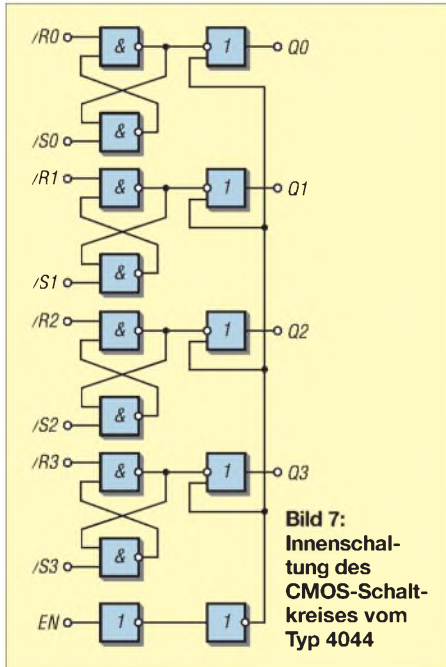 /R0
&
1
Q0
&
/S0
/R1
&
1
Q1
&
/S1
/R2
&
1
Q2
&
/S2
/R3
&
1
Q3
&
/S3
EN
1
1
Bild 7:
Innenschal-
tung des
CMOS-Schalt-
kreises vom
Typ 4044